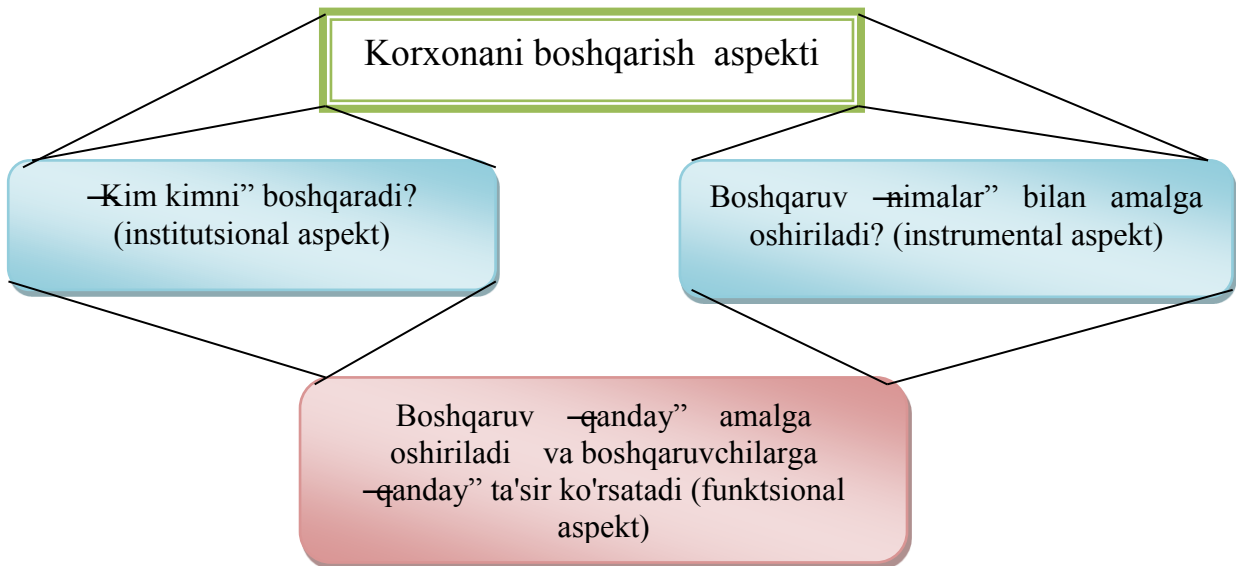 Korxonani boshqarish aspekti
―Kim kimni” boshqaradi?
(institutsional aspekt)
Boshqaruv ―nimalar” bilan amalga
oshiriladi? (instrumental aspekt)
Boshqaruv ―qanday” amalga
oshiriladi va boshqaruvchilarga
―qanday” ta'sir ko'rsatadi (funktsional
aspekt)